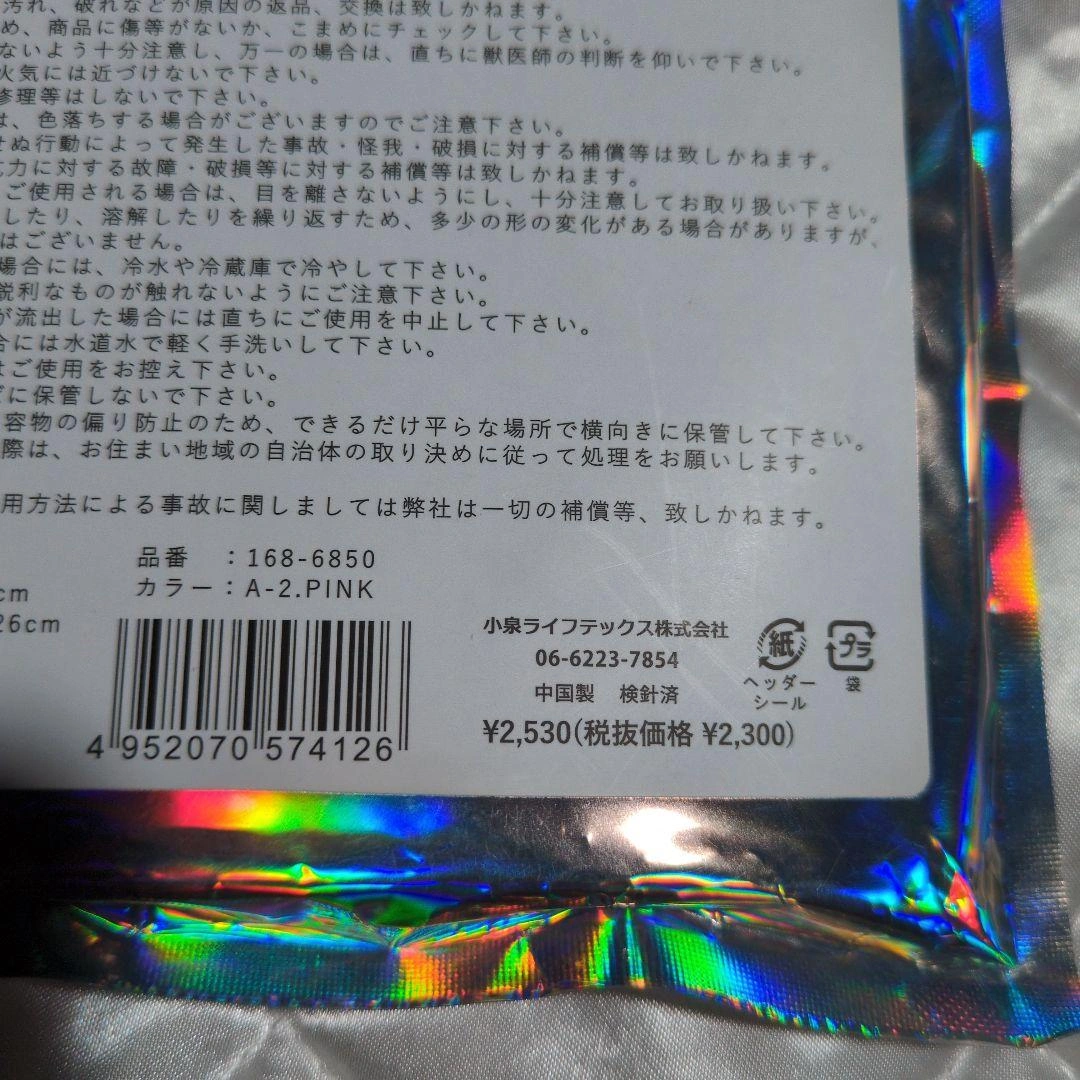 汚れ、破れなどが原因の返品、交換は致しかねます。
め、商品に傷等がないか、こまめにチェックして下さい。
ないよう十分注意し、万一の場合は、直ちに獣医師の判断を仰いで下さい。
火気には近づけないで下さい。
修理等はしないで下さい。
は、色落ちする場合がございますのでご注意下さい。
せぬ行動によって発生した事故・怪我・破損に対する補償等は致しかねます。
力に対する故障・破損等に対する補償等は致しかねます。
ご使用される場合は、目を離さないようにし、十分注意してお取り扱い下さい。
したり、溶解したりを繰り返すため、多少の形の変化がある場合がありますが、
はございません。
場合には、冷水や冷蔵庫で冷やして下さい。
鋭利なものが触れないようにご注意下さい。
が流出した場合には直ちにご使用を中止して下さい。
合には水道水で軽く手洗いして下さい。
はご使用をお控え下さい。
どに保管しないで下さい。
容物の偏り防止のため、できるだけ平らな場所で横向きに保管して下さい。
際は、お住まい地域の自治体の取り決めに従って処理をお願いします。
用方法による事故に関しましては弊社は一切の補償等、致しかねます。
品番 :168-6850
カラー:A-2.PINK
cm
26cm
4 952070 574126
小泉ライフテックス株式会社
06-6223-7854
中国製 検針済
¥2,530(税抜価格 ¥2,300)
紙
ヘッダー
シール
プラ
袋